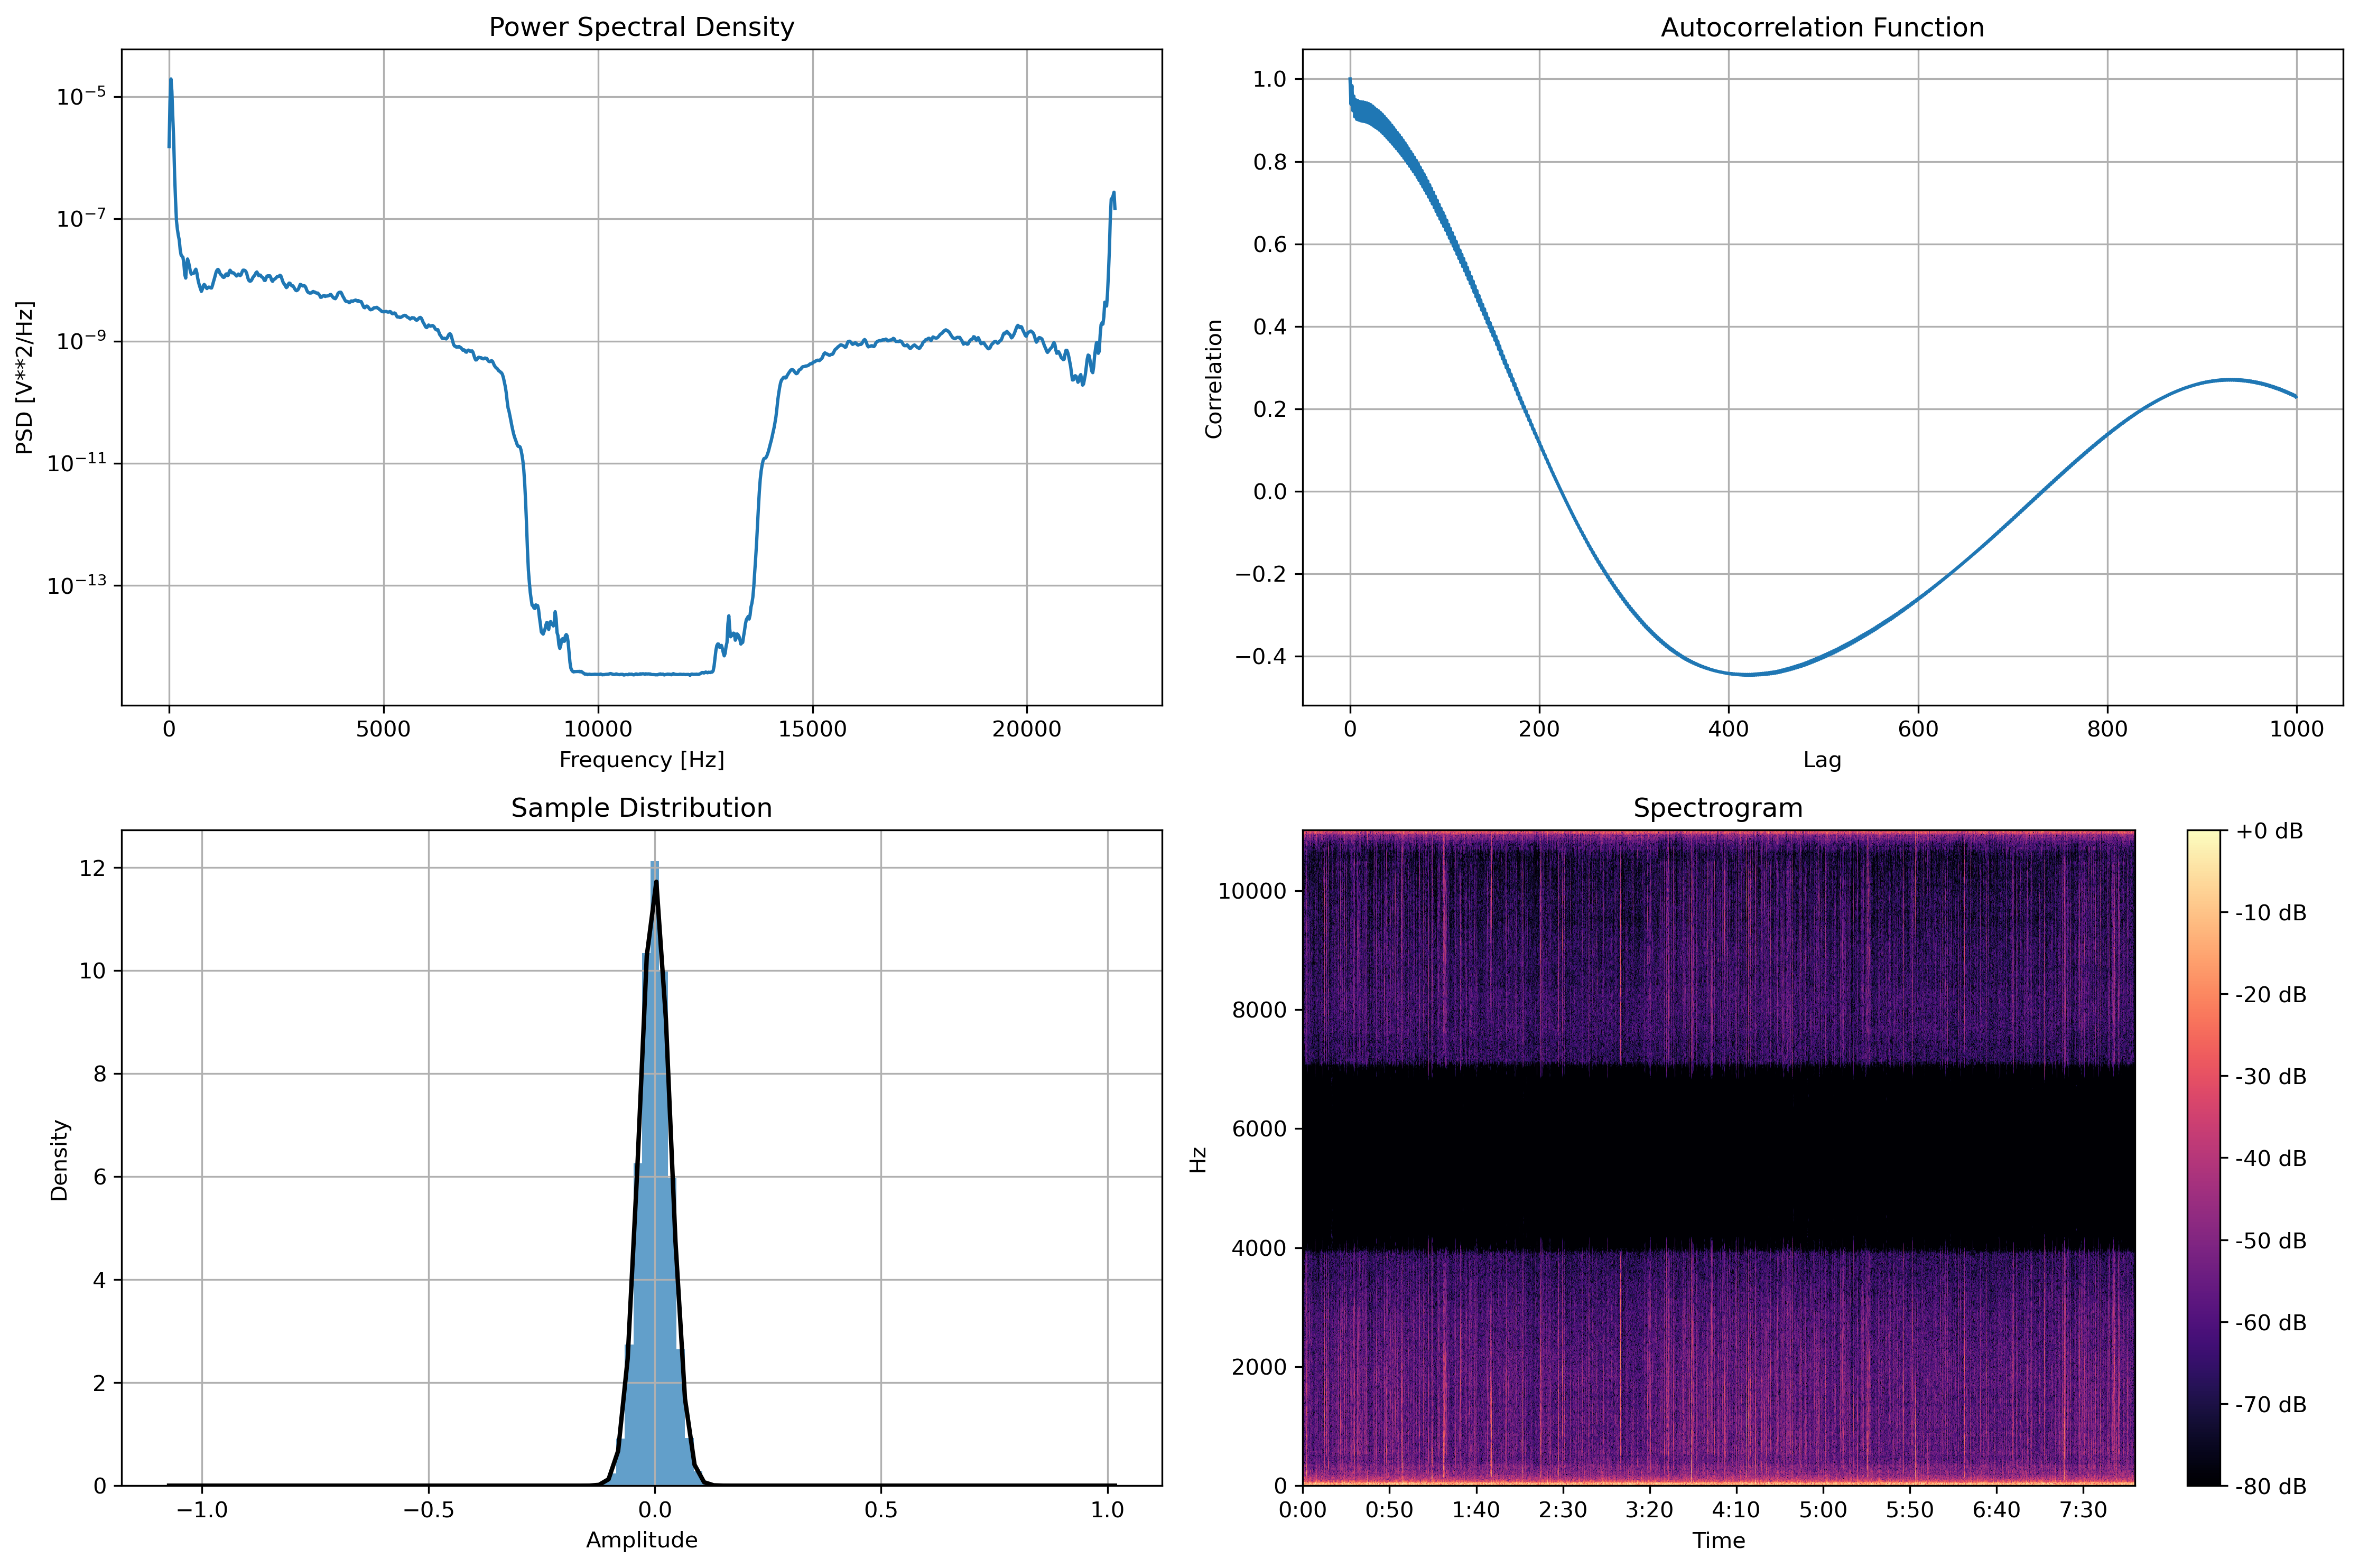 Power Spectral Density
PSD [V**2/Hz]
10⁻⁵
10⁻⁷
10⁻⁹
10⁻¹¹
10⁻¹³
0 5000 10000 15000 20000
Frequency [Hz]
Autocorrelation Function
Correlation
1.0
0.8
0.6
0.4
0.2
0.0
−0.2
−0.4
0 200 400 600 800 1000
Lag
Sample Distribution
Density
12
10
8
6
4
2
0
−1.0 −0.5 0.0 0.5 1.0
Amplitude
Spectrogram
Hz
10000
8000
6000
4000
2000
0
0:00 0:50 1:40 2:30 3:20 4:10 5:00 5:50 6:40 7:30
Time
+0 dB
-10 dB
-20 dB
-30 dB
-40 dB
-50 dB
-60 dB
-70 dB
-80 dB